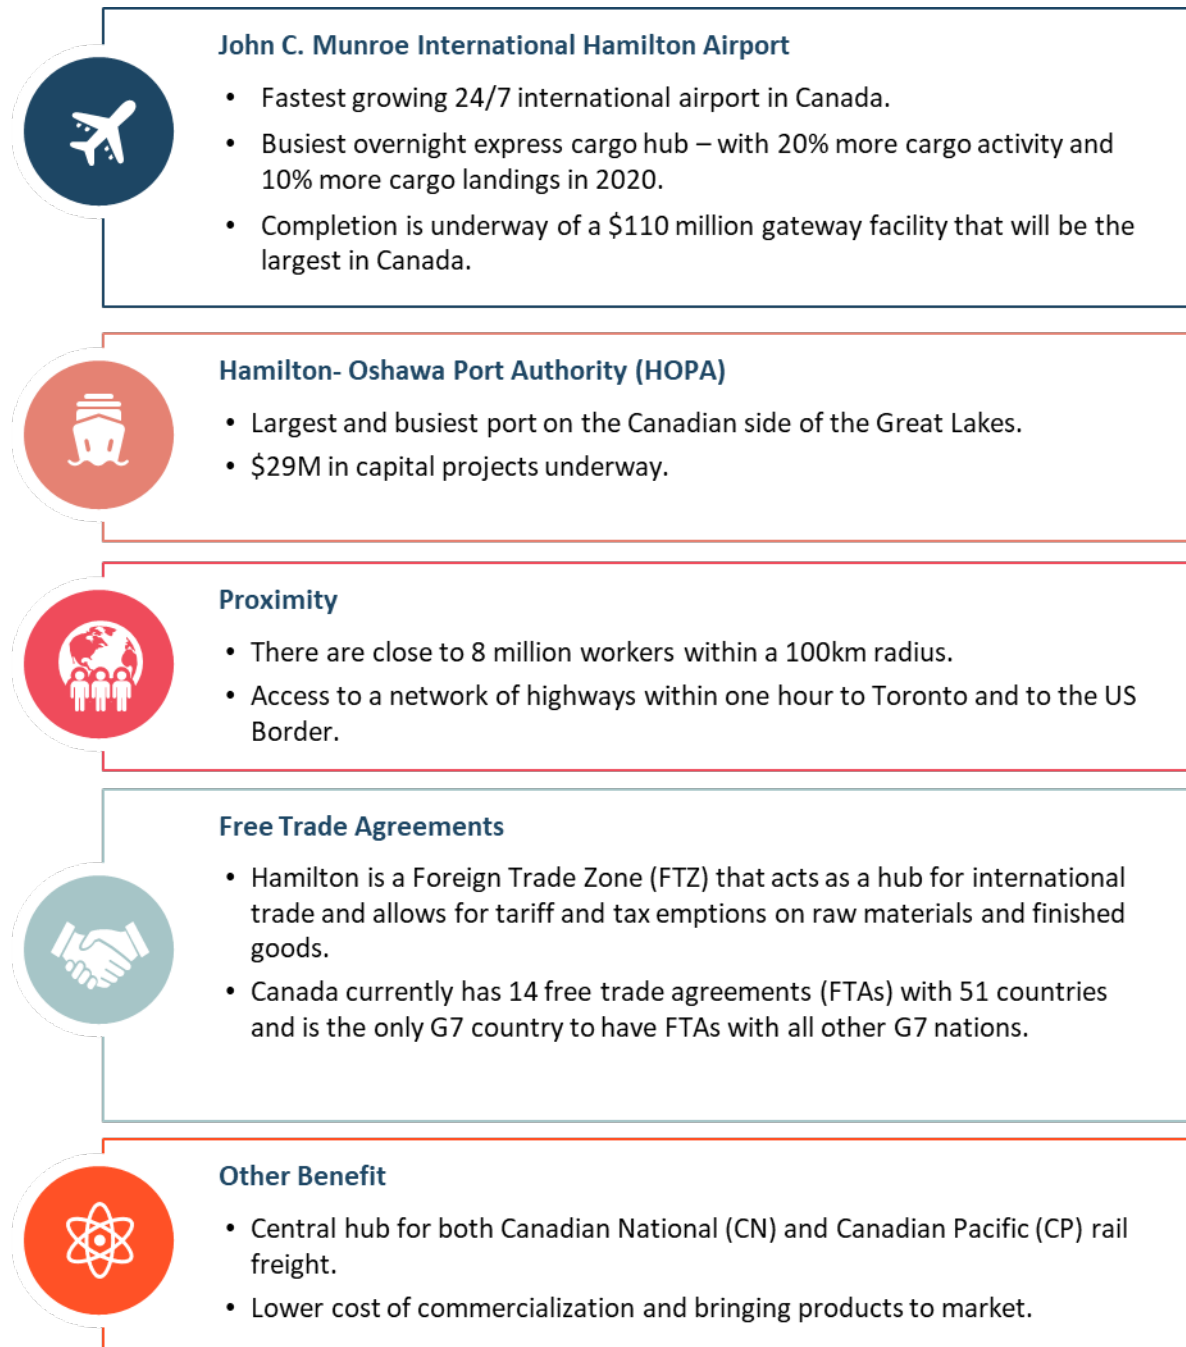 John C. Munroe International Hamilton Airport
• Fastest growing 24/7 international airport in Canada.
• Busiest overnight express cargo hub – with 20% more cargo activity and
10% more cargo landings in 2020.
• Completion is underway of a $110 million gateway facility that will be the
largest in Canada.
Hamilton- Oshawa Port Authority (HOPA)
• Largest and busiest port on the Canadian side of the Great Lakes.
• $29M in capital projects underway.
Proximity
• There are close to 8 million workers within a 100km radius.
• Access to a network of highways within one hour to Toronto and to the US
Border.
Free Trade Agreements
• Hamilton is a Foreign Trade Zone (FTZ) that acts as a hub for international
trade and allows for tariff and tax emptions on raw materials and finished
goods.
• Canada currently has 14 free trade agreements (FTAs) with 51 countries
and is the only G7 country to have FTAs with all other G7 nations.
Other Benefit
• Central hub for both Canadian National (CN) and Canadian Pacific (CP) rail
freight.
• Lower cost of commercialization and bringing products to market.